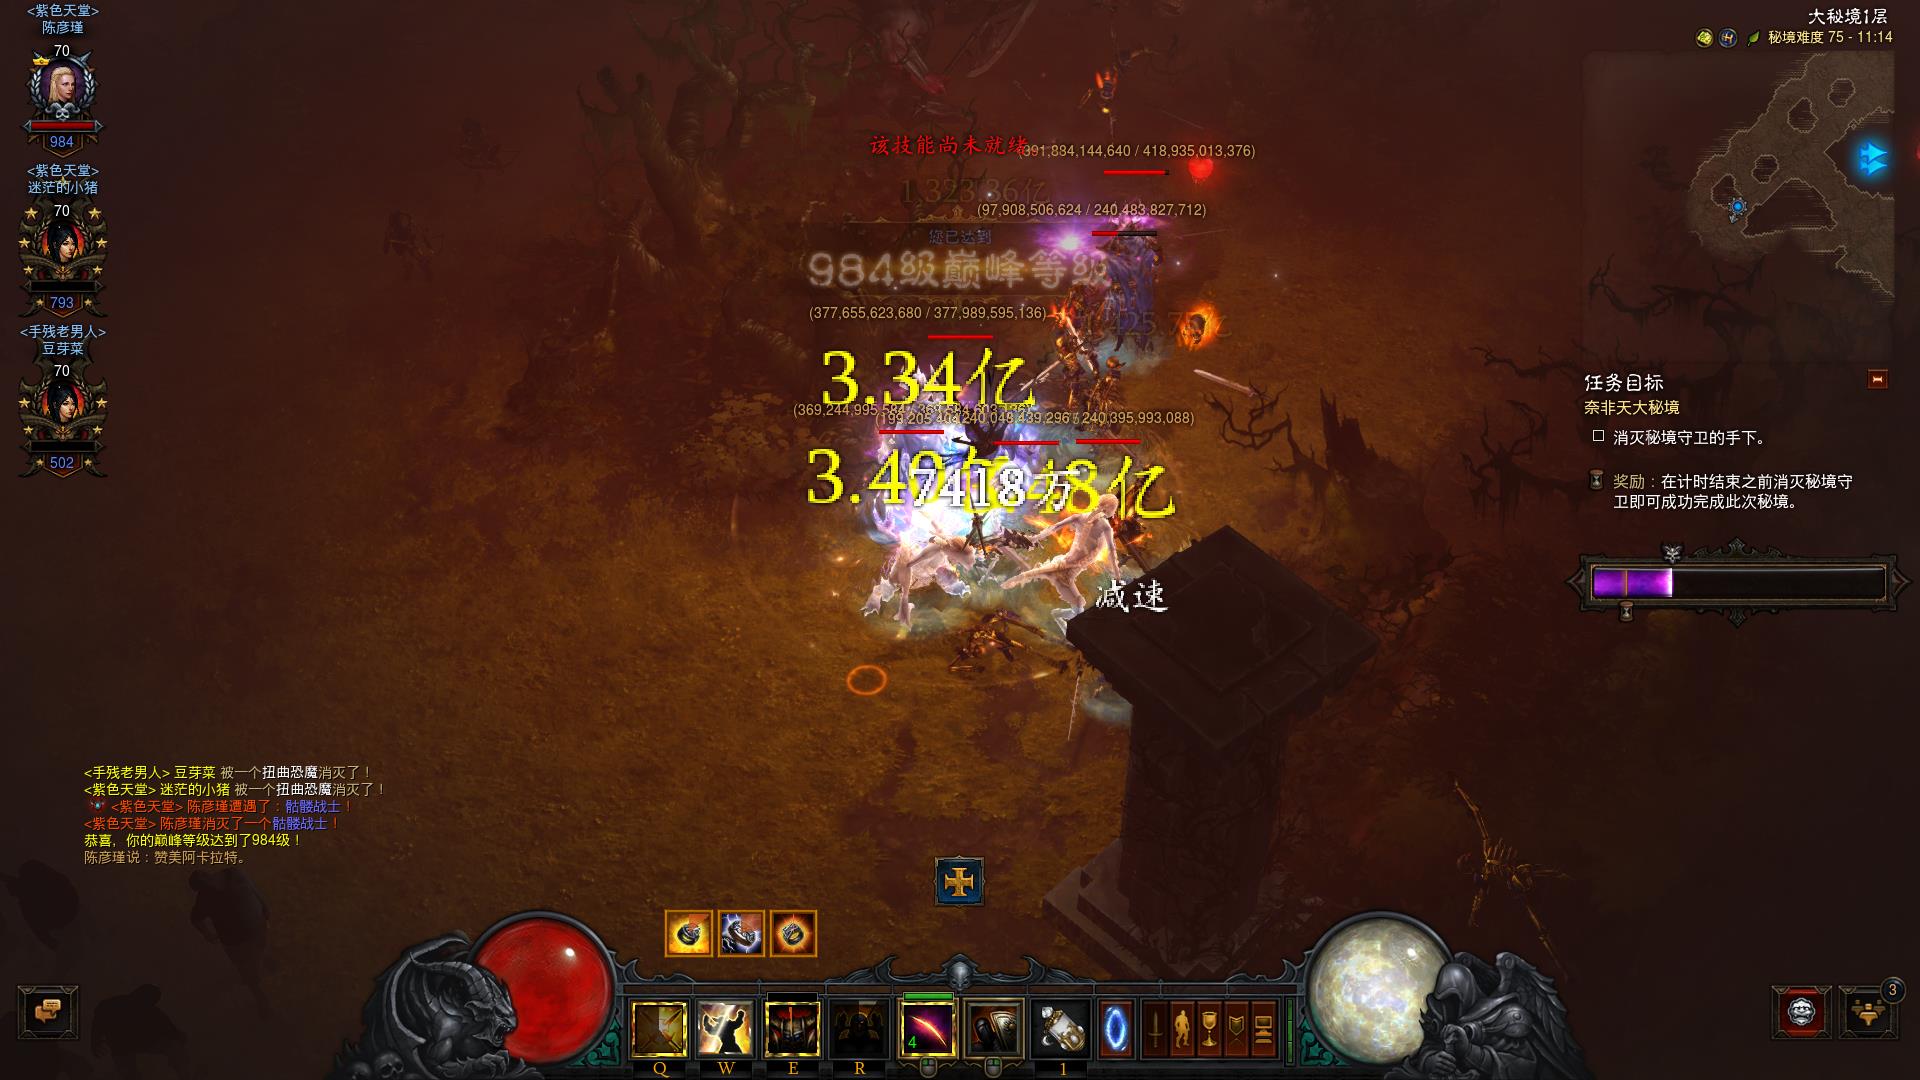 <紫色天堂>
陈彦瑾
70
984
<紫色天堂>
迷茫的小猪
70
793
<手残老男人>
豆芽菜
70
502
大秘境1层
秘境难度 75 - 11:14
该技能尚未就绪
(391,884,144,640 / 418,935,013,376)
(97,908,506,624 / 240,483,827,712)
您已达到
984级巅峰等级
(377,655,623,680 / 377,989,595,136)
3.34亿
7418万
亿
减速
任务目标
奈非天大秘境
消灭秘境守卫的手下。
奖励：在计时结束之前消灭秘境守
卫即可成功完成此次秘境。
<手残老男人> 豆芽菜 被一个扭曲恐魔消灭了！
<紫色天堂> 迷茫的小猪 被一个扭曲恐魔消灭了！
<紫色天堂> 陈彦瑾遭遇了：骷髅战士！
<紫色天堂> 陈彦瑾消灭了一个骷髅战士！
恭喜，你的巅峰等级达到了984级！
陈彦瑾说：赞美阿卡拉特。
4
Q W E R 1
3